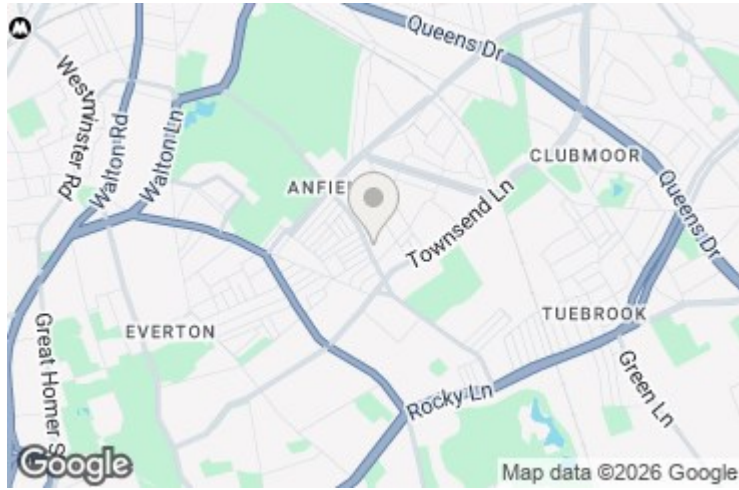 Queens Dr
Westminster Rd
Walton Rd
Walton Ln
CLUBMOOR
ANFIE
Townsend Ln
Queens Dr
TUEBROOK
EVERTON
Great Homer S
Green Ln
Rocky Ln
Google
Map data ©2026 Google